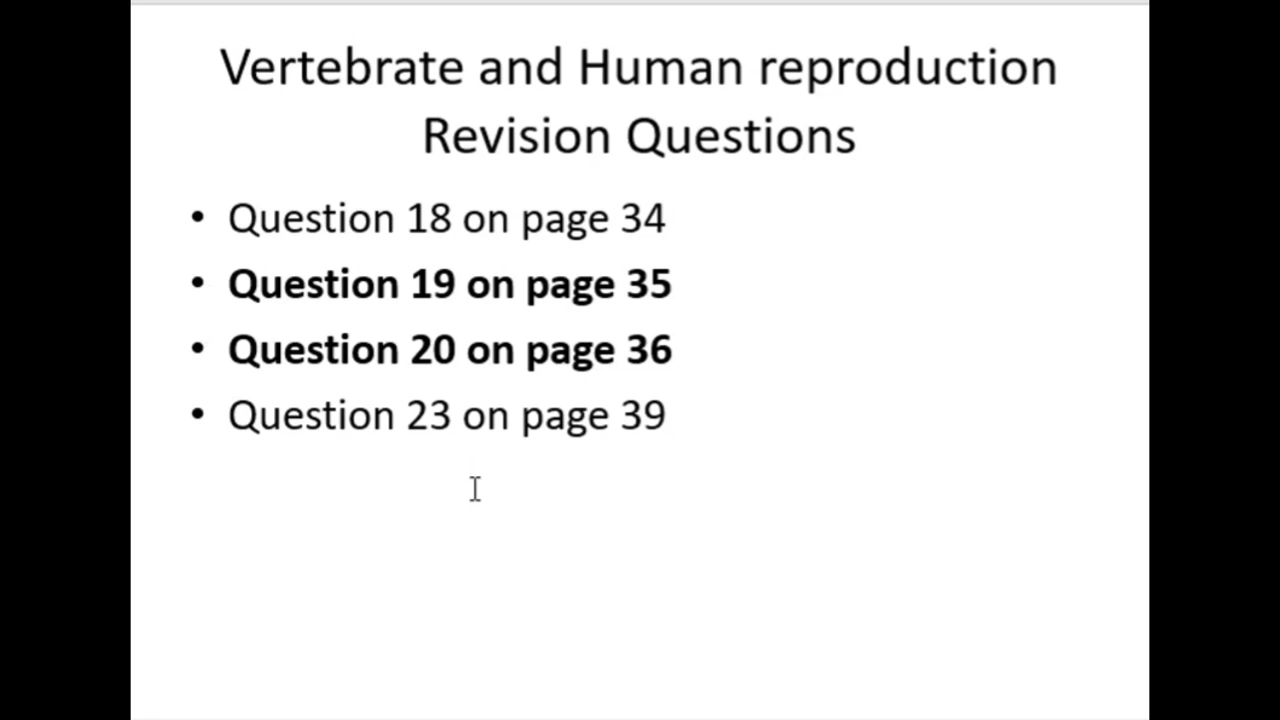 Vertebrate and Human reproduction
Revision Questions
• Question 18 on page 34
• Question 19 on page 35
• Question 20 on page 36
• Question 23 on page 39